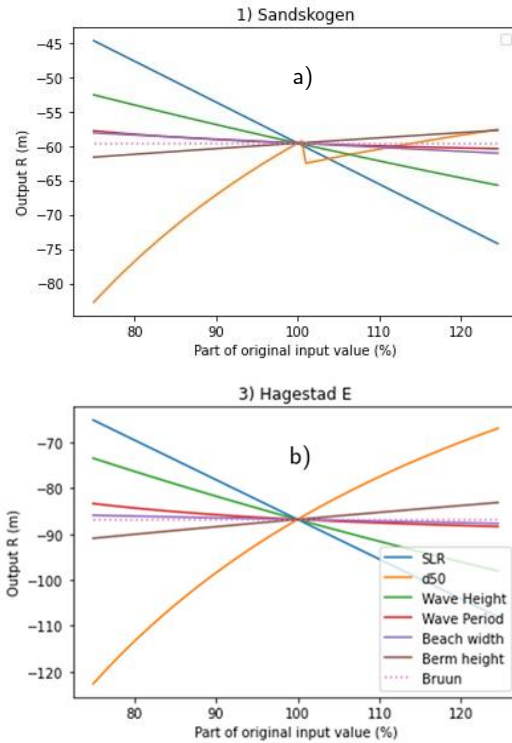 1) Sandskogen
a)
Output R (m)
−45
−50
−55
−60
−65
−70
−75
−80
80
90
100
110
120
Part of original input value (%)
3) Hagestad E
b)
Output R (m)
−70
−80
−90
−100
−110
−120
SLR
d50
Wave Height
Wave Period
Beach width
Berm height
Bruun
80
90
100
110
120
Part of original input value (%)